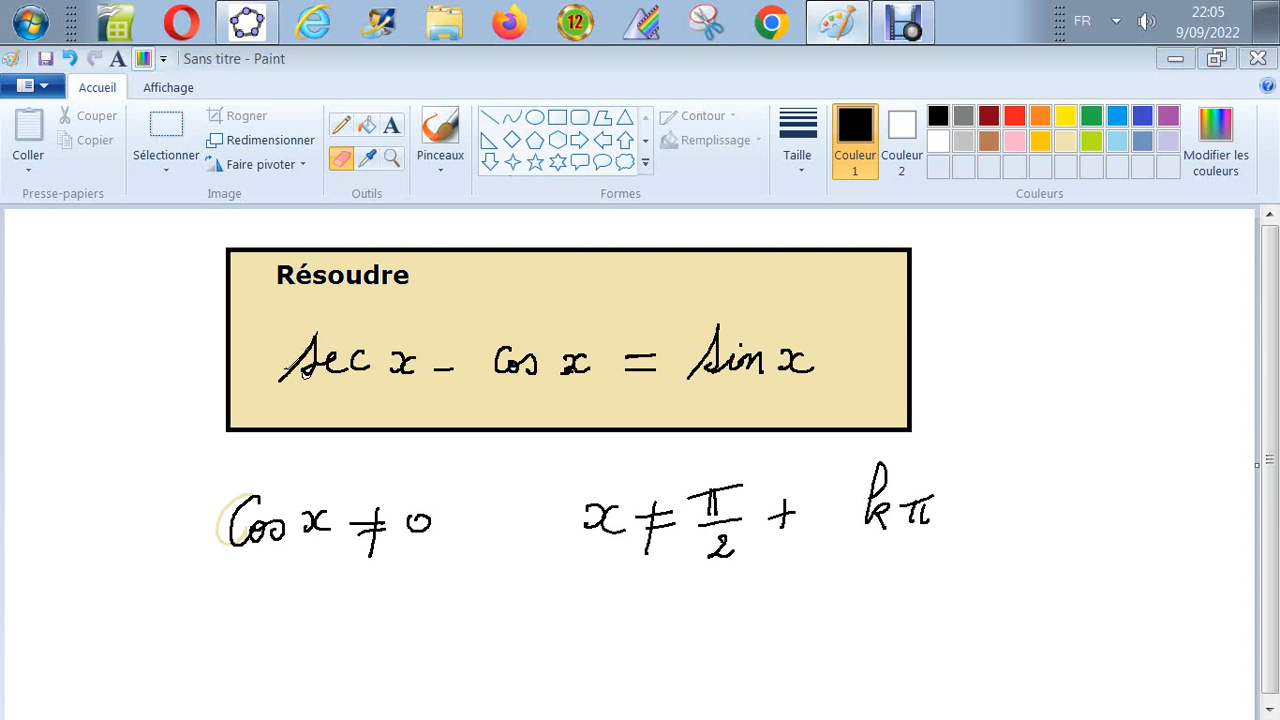 12
FR
22:05
9/09/2022
Sans titre - Paint
Accueil
Affichage
Coller
Couper
Copier
Presse-papiers
Sélectionner
Rogner
Redimensionner
Faire pivoter
Image
A
Outils
Pinceaux
Contour
Remplissage
Formes
Taille
Couleur 1
Couleur 2
Modifier les couleurs
Couleurs
Résoudre
sec x - cos x = sin x
Cos x ≠ 0
x ≠ π/2 + kπ